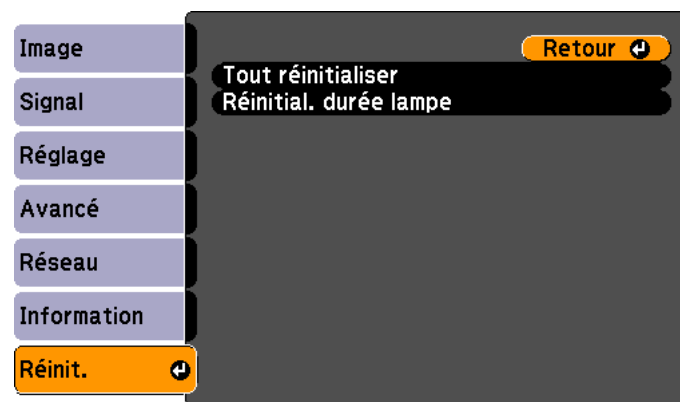 Image
Signal
Réglage
Avancé
Réseau
Information
Réinit.
Retour
Tout réinitialiser
Réinitial. durée lampe